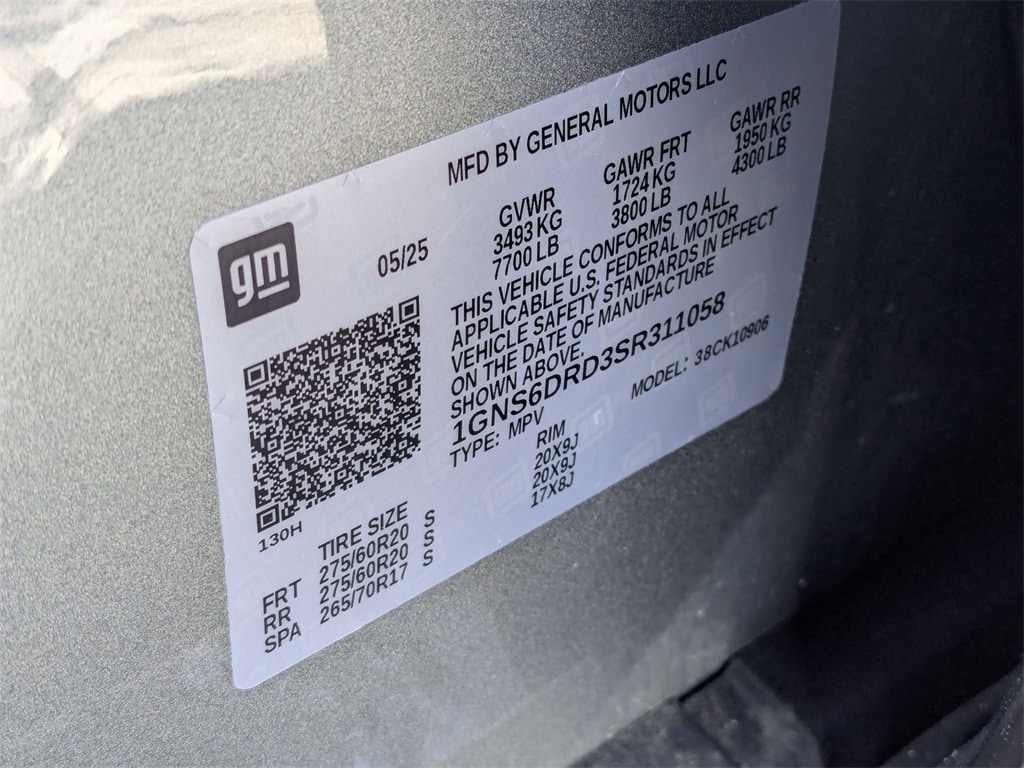 MFD BY GENERAL MOTORS LLC
gm
05/25
GVWR GAWR FRT GAWR RR
3493 KG 1724 KG 1950 KG
7700 LB 3800 LB 4300 LB
THIS VEHICLE CONFORMS TO ALL
APPLICABLE U.S. FEDERAL MOTOR
VEHICLE SAFETY STANDARDS IN EFFECT
ON THE DATE OF MANUFACTURE
SHOWN ABOVE.
1GNS6DRD3SR311058
TYPE: MPV MODEL: 38CK10906
130H
TIRE SIZE RIM
FRT 275/60R20 S 20X9J
RR 275/60R20 S 20X9J
SPA 265/70R17 S 17X8J